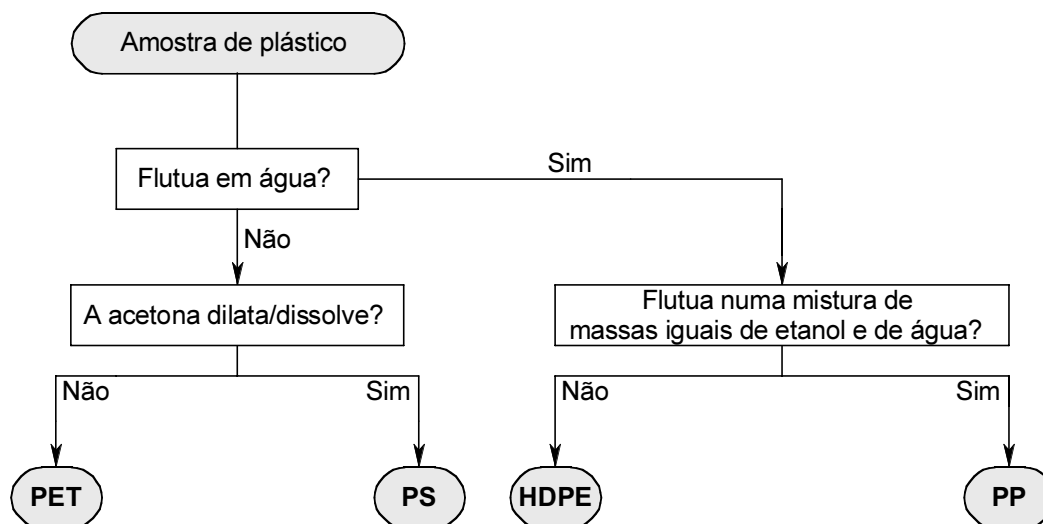 Amostra de plástico
Flutua em água?
Sim
Não
A acetona dilata/dissolve?
Flutua numa mistura de
massas iguais de etanol e de água?
Não
Sim
Não
Sim
PET
PS
HDPE
PP